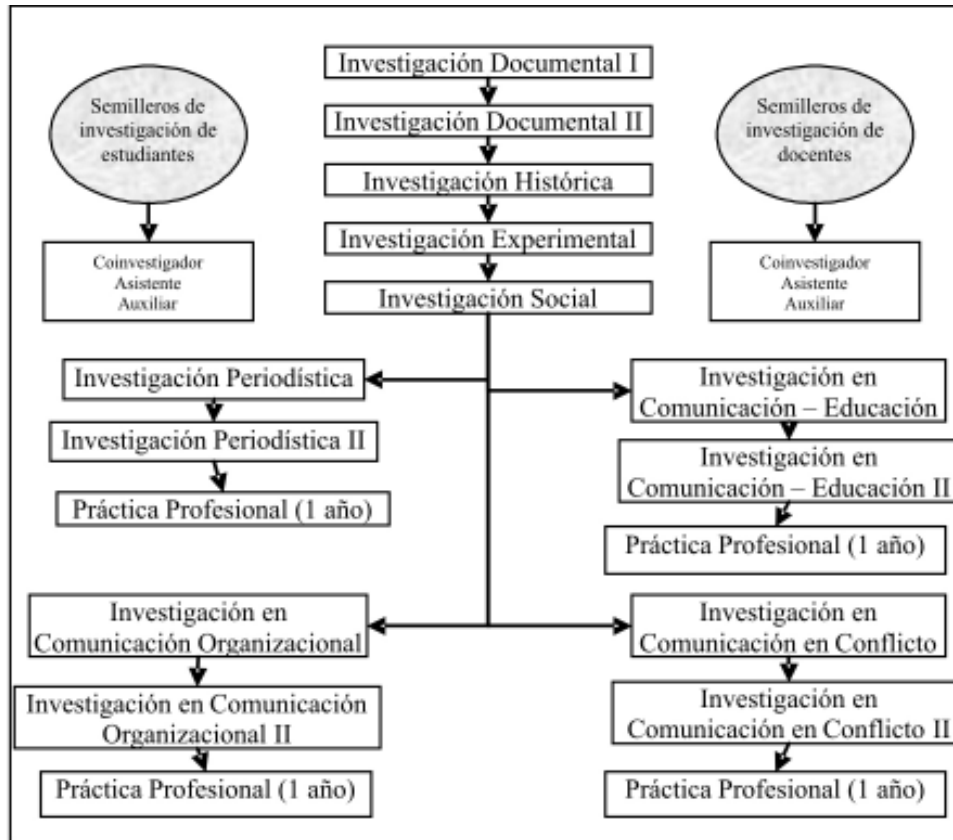 Semilleros de
investigación de
estudiantes
Coinvestigador
Asistente
Auxiliar
Investigación Documental I
Investigación Documental II
Investigación Histórica
Investigación Experimental
Investigación Social
Semilleros de
investigación de
docentes
Coinvestigador
Asistente
Auxiliar
Investigación Periodística
Investigación Periodística II
Práctica Profesional (1 año)
Investigación en
Comunicación – Educación
Investigación en
Comunicación – Educación II
Práctica Profesional (1 año)
Investigación en
Comunicación Organizacional
Investigación en Comunicación
Organizacional II
Práctica Profesional (1 año)
Investigación en
Comunicación en Conflicto
Investigación en
Comunicación en Conflicto II
Práctica Profesional (1 año)